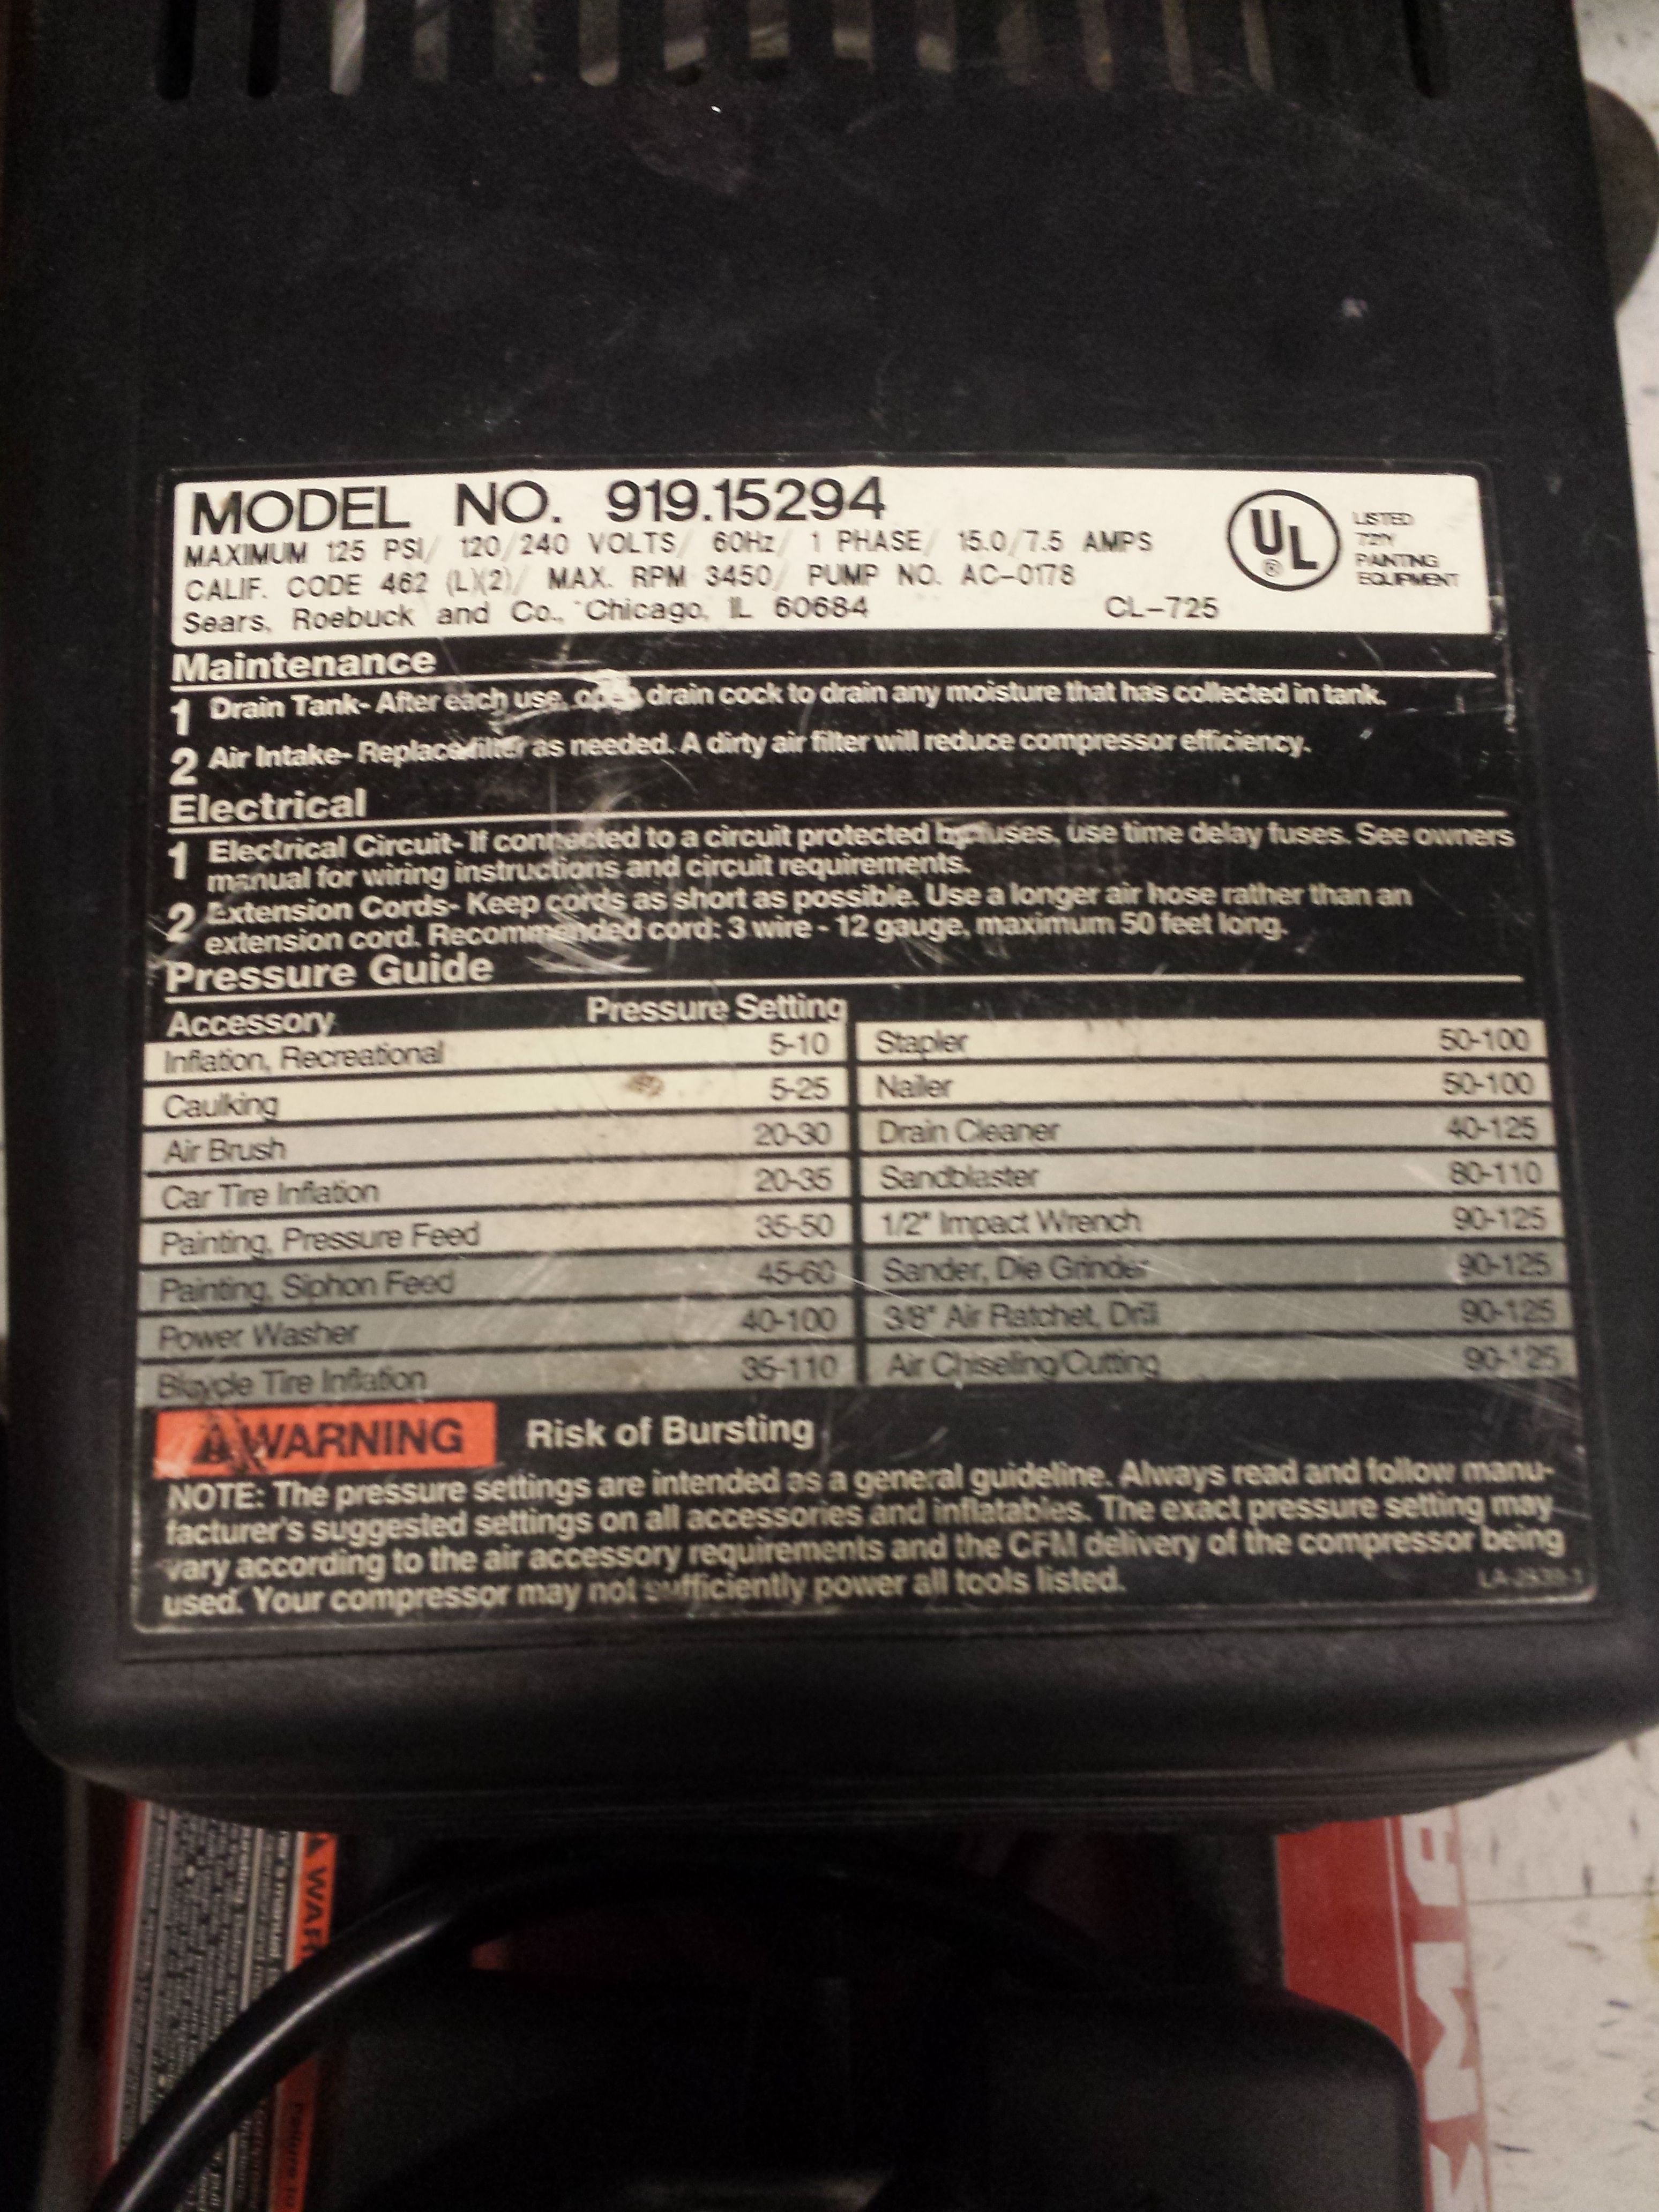 MODEL NO. 919.15294
MAXIMUM 125 PSI/ 120/240 VOLTS/ 60Hz/ 1 PHASE/ 15.0/7.5 AMPS
CALIF. CODE 462 (L)(2)/ MAX. RPM 3450/ PUMP NO. AC-0178
Sears, Roebuck and Co., Chicago, IL 60684 CL-725
UL
®
LISTED
72Y
PAINTING
EQUIPMENT
Maintenance
1 Drain Tank- After each use, open drain cock to drain any moisture that has collected in tank.
2 Air Intake- Replace filter as needed. A dirty air filter will reduce compressor efficiency.
Electrical
1 Electrical Circuit- If connected to a circuit protected by fuses, use time delay fuses. See owners
manual for wiring instructions and circuit requirements.
2 Extension Cords- Keep cords as short as possible. Use a longer air hose rather than an
extension cord. Recommended cord: 3 wire - 12 gauge, maximum 50 feet long.
Pressure Guide
Accessory Pressure Setting
Inflation, Recreational 5-10
Caulking 5-25
Air Brush 20-30
Car Tire Inflation 20-35
Painting, Pressure Feed 35-50
Painting, Siphon Feed 45-60
Power Washer 40-100
Bicycle Tire Inflation 35-110
Stapler 50-100
Nailer 50-100
Drain Cleaner 40-125
Sandblaster 80-110
1/2" Impact Wrench 90-125
Sander, Die Grinder 90-125
3/8" Air Ratchet, Drill 90-125
Air Chiseling/Cutting 90-125
WARNING Risk of Bursting
NOTE: The pressure settings are intended as a general guideline. Always read and follow manu-
facturer's suggested settings on all accessories and inflatables. The exact pressure setting may
vary according to the air accessory requirements and the CFM delivery of the compressor being
used. Your compressor may not sufficiently power all tools listed.